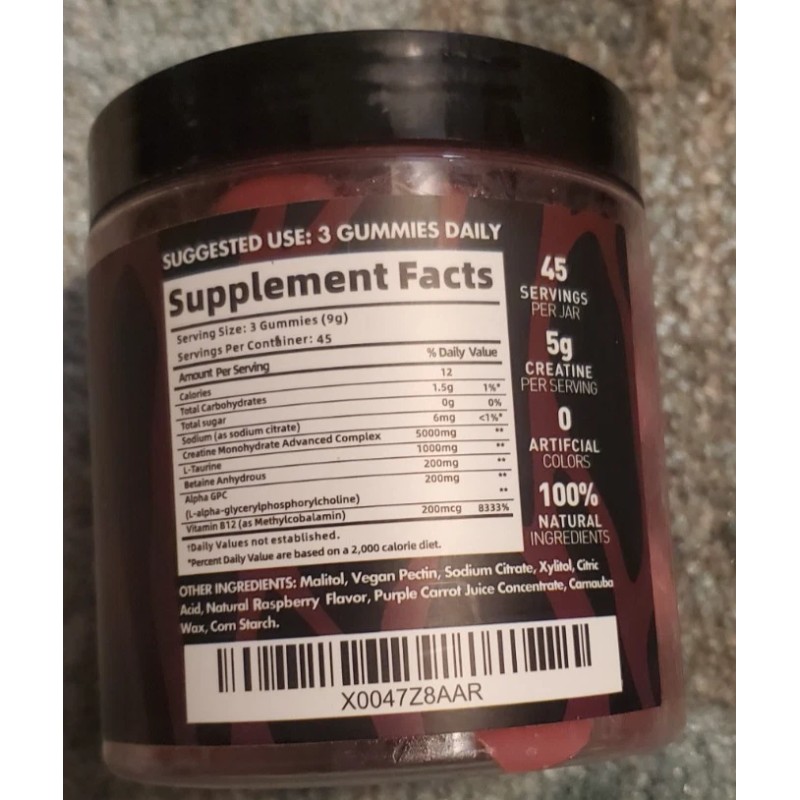 SUGGESTED USE: 3 GUMMIES DAILY
Supplement Facts
Serving Size: 3 Gummies (9g)
Servings Per Container: 45
Amount Per Serving % Daily Value
Calories 12
Total Carbohydrates 1.5g 1%*
Total sugar 0g 0%
Sodium (as sodium citrate) 6mg <1%*
Creatine Monohydrate Advanced Complex 5000mg **
L-Taurine 1000mg **
Betaine Anhydrous 200mg **
Alpha GPC 200mg **
(L-alpha-glycerylphosphorylcholine) **
Vitamin B12 (as Methylcobalamin) 200mcg 8333%
†Daily Values not established.
*Percent Daily Value are based on a 2,000 calorie diet.
OTHER INGREDIENTS: Malitol, Vegan Pectin, Sodium Citrate, Xylitol, Citric
Acid, Natural Raspberry Flavor, Purple Carrot Juice Concentrate, Carnauba
Wax, Corn Starch.
X0047Z8AAR
45
SERVINGS
PER JAR
5g
CREATINE
PER SERVING
0
ARTIFCIAL
COLORS
100%
NATURAL
INGREDIENTS